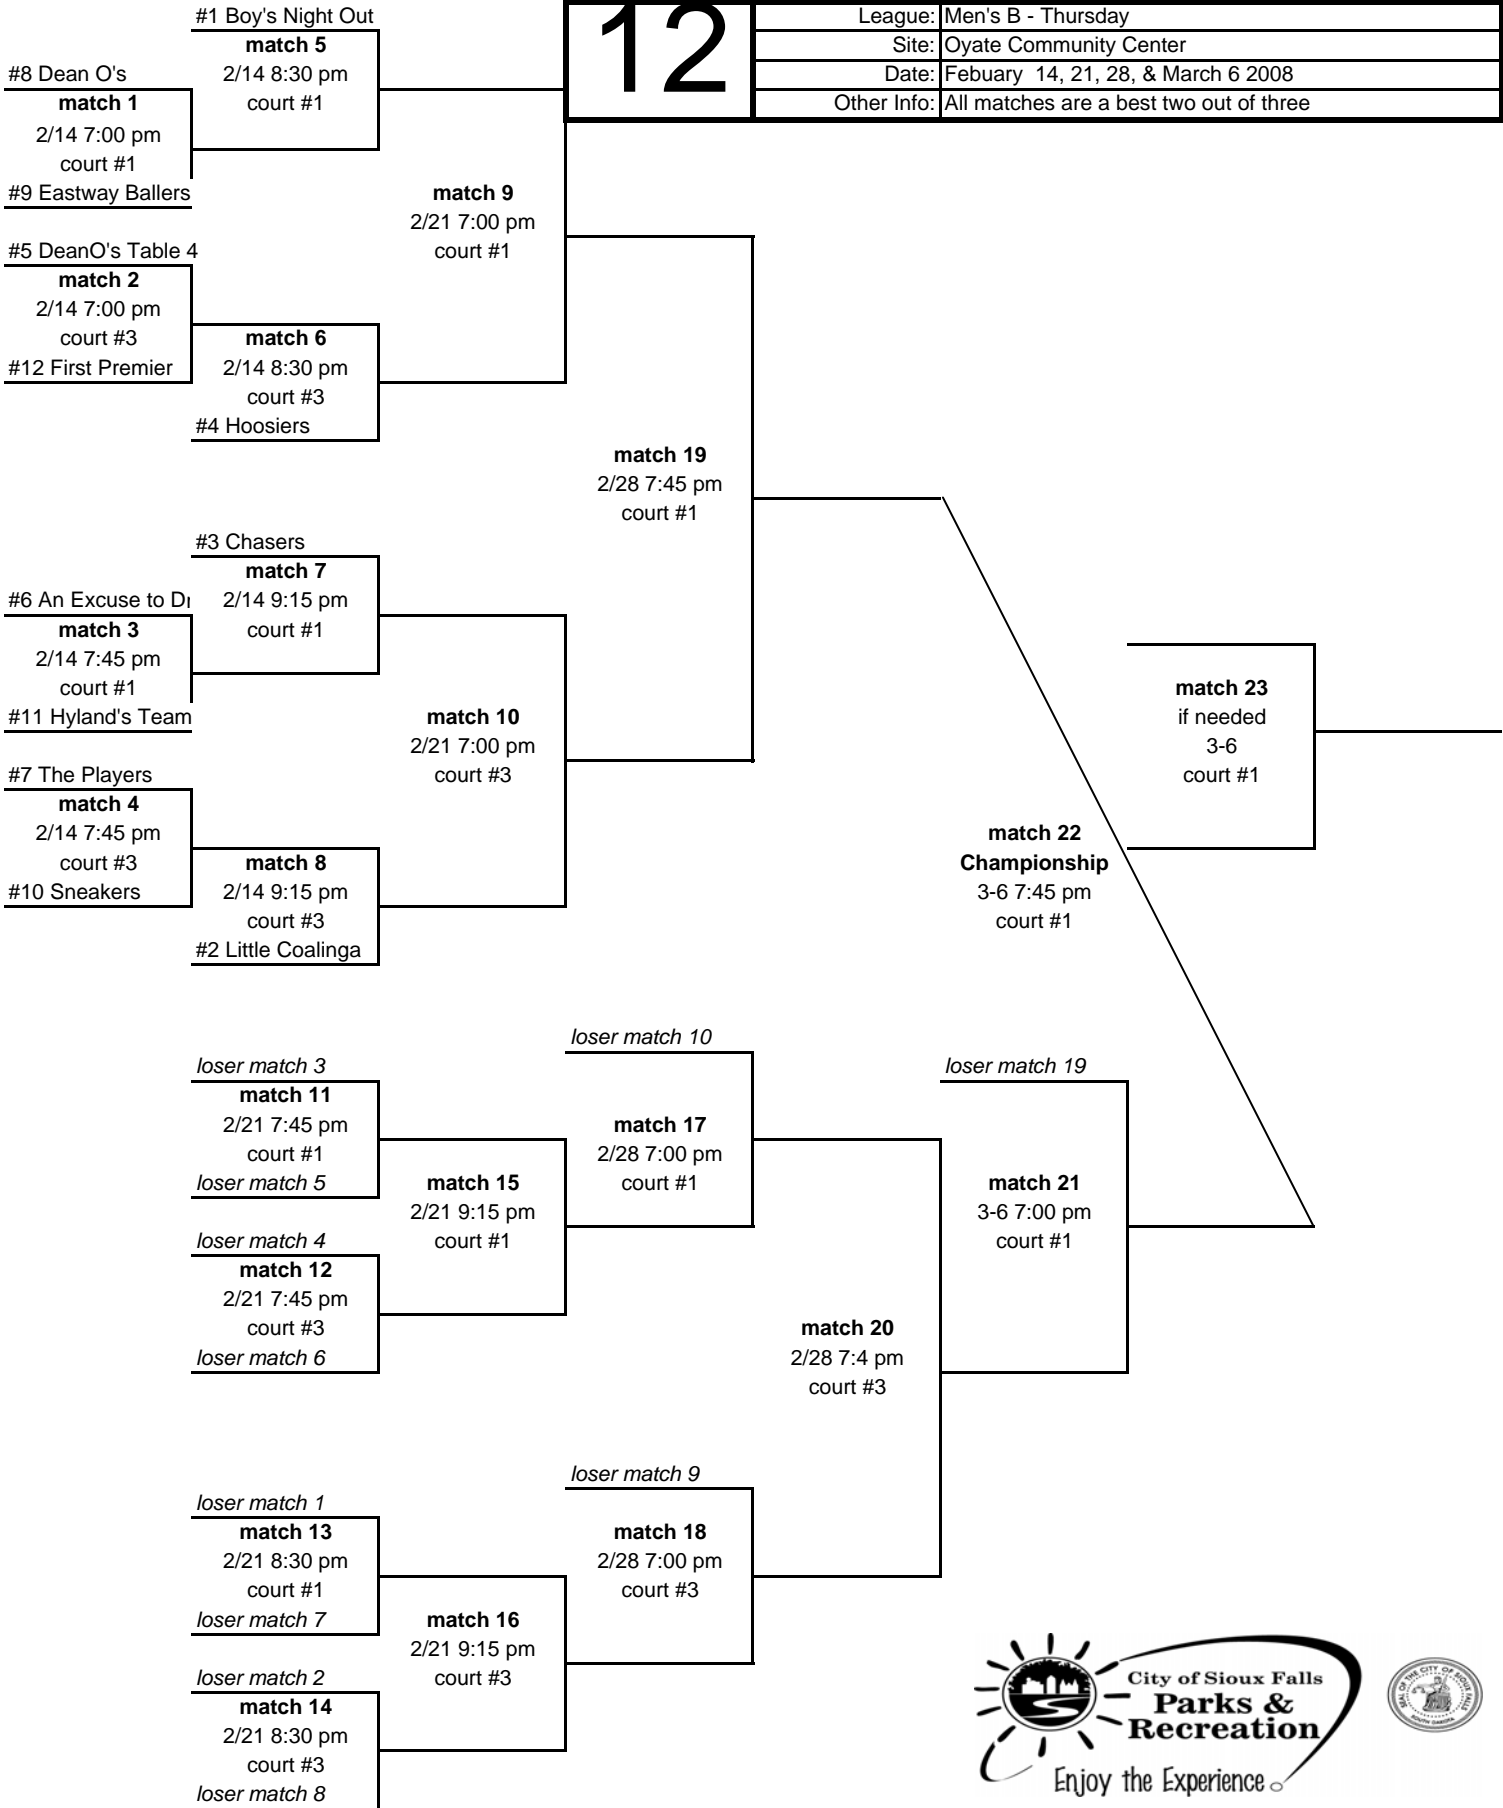 12
League: Men's B - Thursday
Site: Oyate Community Center
Date: Febuary 14, 21, 28, & March 6 2008
Other Info: All matches are a best two out of three
#1 Boy's Night Out
match 5
2/14 8:30 pm
court #1
#8 Dean O's
match 1
2/14 7:00 pm
court #1
#9 Eastway Ballers
#5 DeanO's Table 4
match 2
2/14 7:00 pm
court #3
#12 First Premier
match 6
2/14 8:30 pm
court #3
#4 Hoosiers
match 9
2/21 7:00 pm
court #1
match 19
2/28 7:45 pm
court #1
#3 Chasers
match 7
2/14 9:15 pm
court #1
#6 An Excuse to Dr
match 3
2/14 7:45 pm
court #1
#11 Hyland's Team
#7 The Players
match 4
2/14 7:45 pm
court #3
#10 Sneakers
match 8
2/14 9:15 pm
court #3
#2 Little Coalinga
match 10
2/21 7:00 pm
court #3
match 23
if needed
3-6
court #1
match 22
Championship
3-6 7:45 pm
court #1
loser match 3
match 11
2/21 7:45 pm
court #1
loser match 5
loser match 4
match 12
2/21 7:45 pm
court #3
loser match 6
match 15
2/21 9:15 pm
court #1
loser match 10
match 17
2/28 7:00 pm
court #1
loser match 19
match 21
3-6 7:00 pm
court #1
match 20
2/28 7:4 pm
court #3
loser match 1
match 13
2/21 8:30 pm
court #1
loser match 7
loser match 2
match 14
2/21 8:30 pm
court #3
loser match 8
match 16
2/21 9:15 pm
court #3
loser match 9
match 18
2/28 7:00 pm
court #3
City of Sioux Falls
Parks &
Recreation
Enjoy the Experience
SEAL OF THE CITY OF SIOUX FALLS
SOUTH DAKOTA